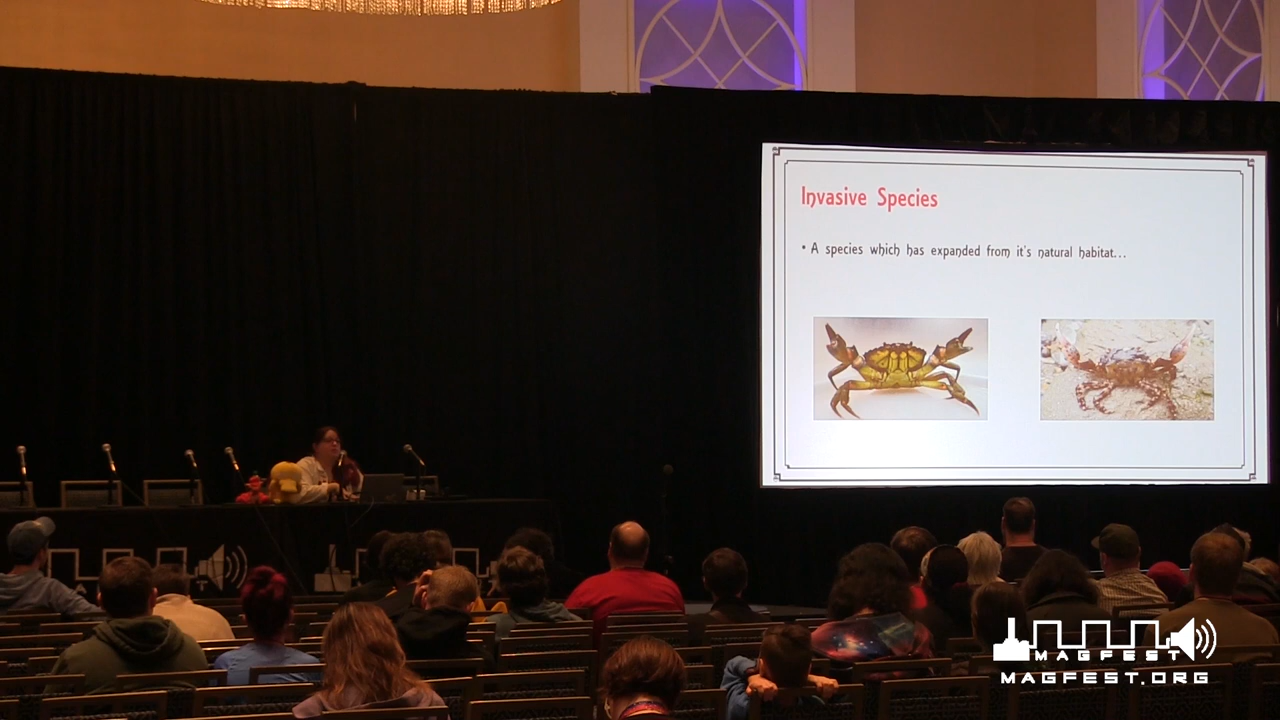 Invasive Species
• A species which has expanded from it's natural habitat...
MAGFEST
MAGFEST.ORG